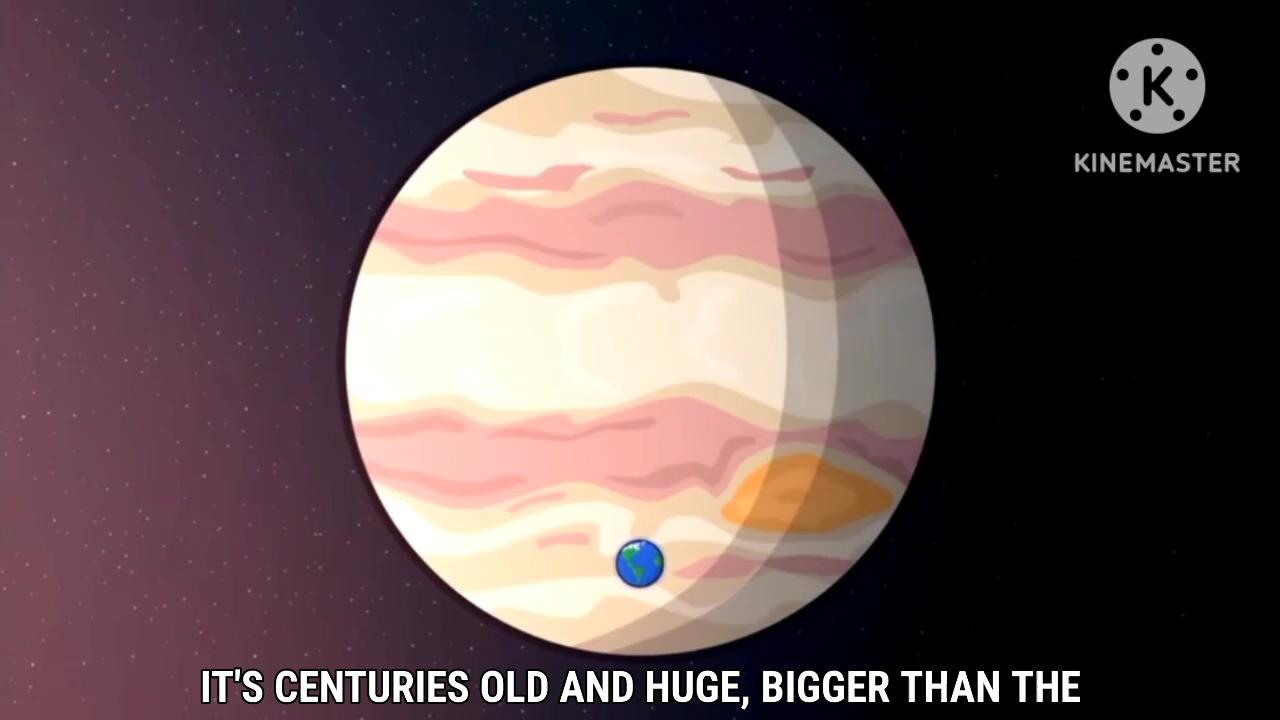 K
KINEMASTER
IT'S CENTURIES OLD AND HUGE, BIGGER THAN THE